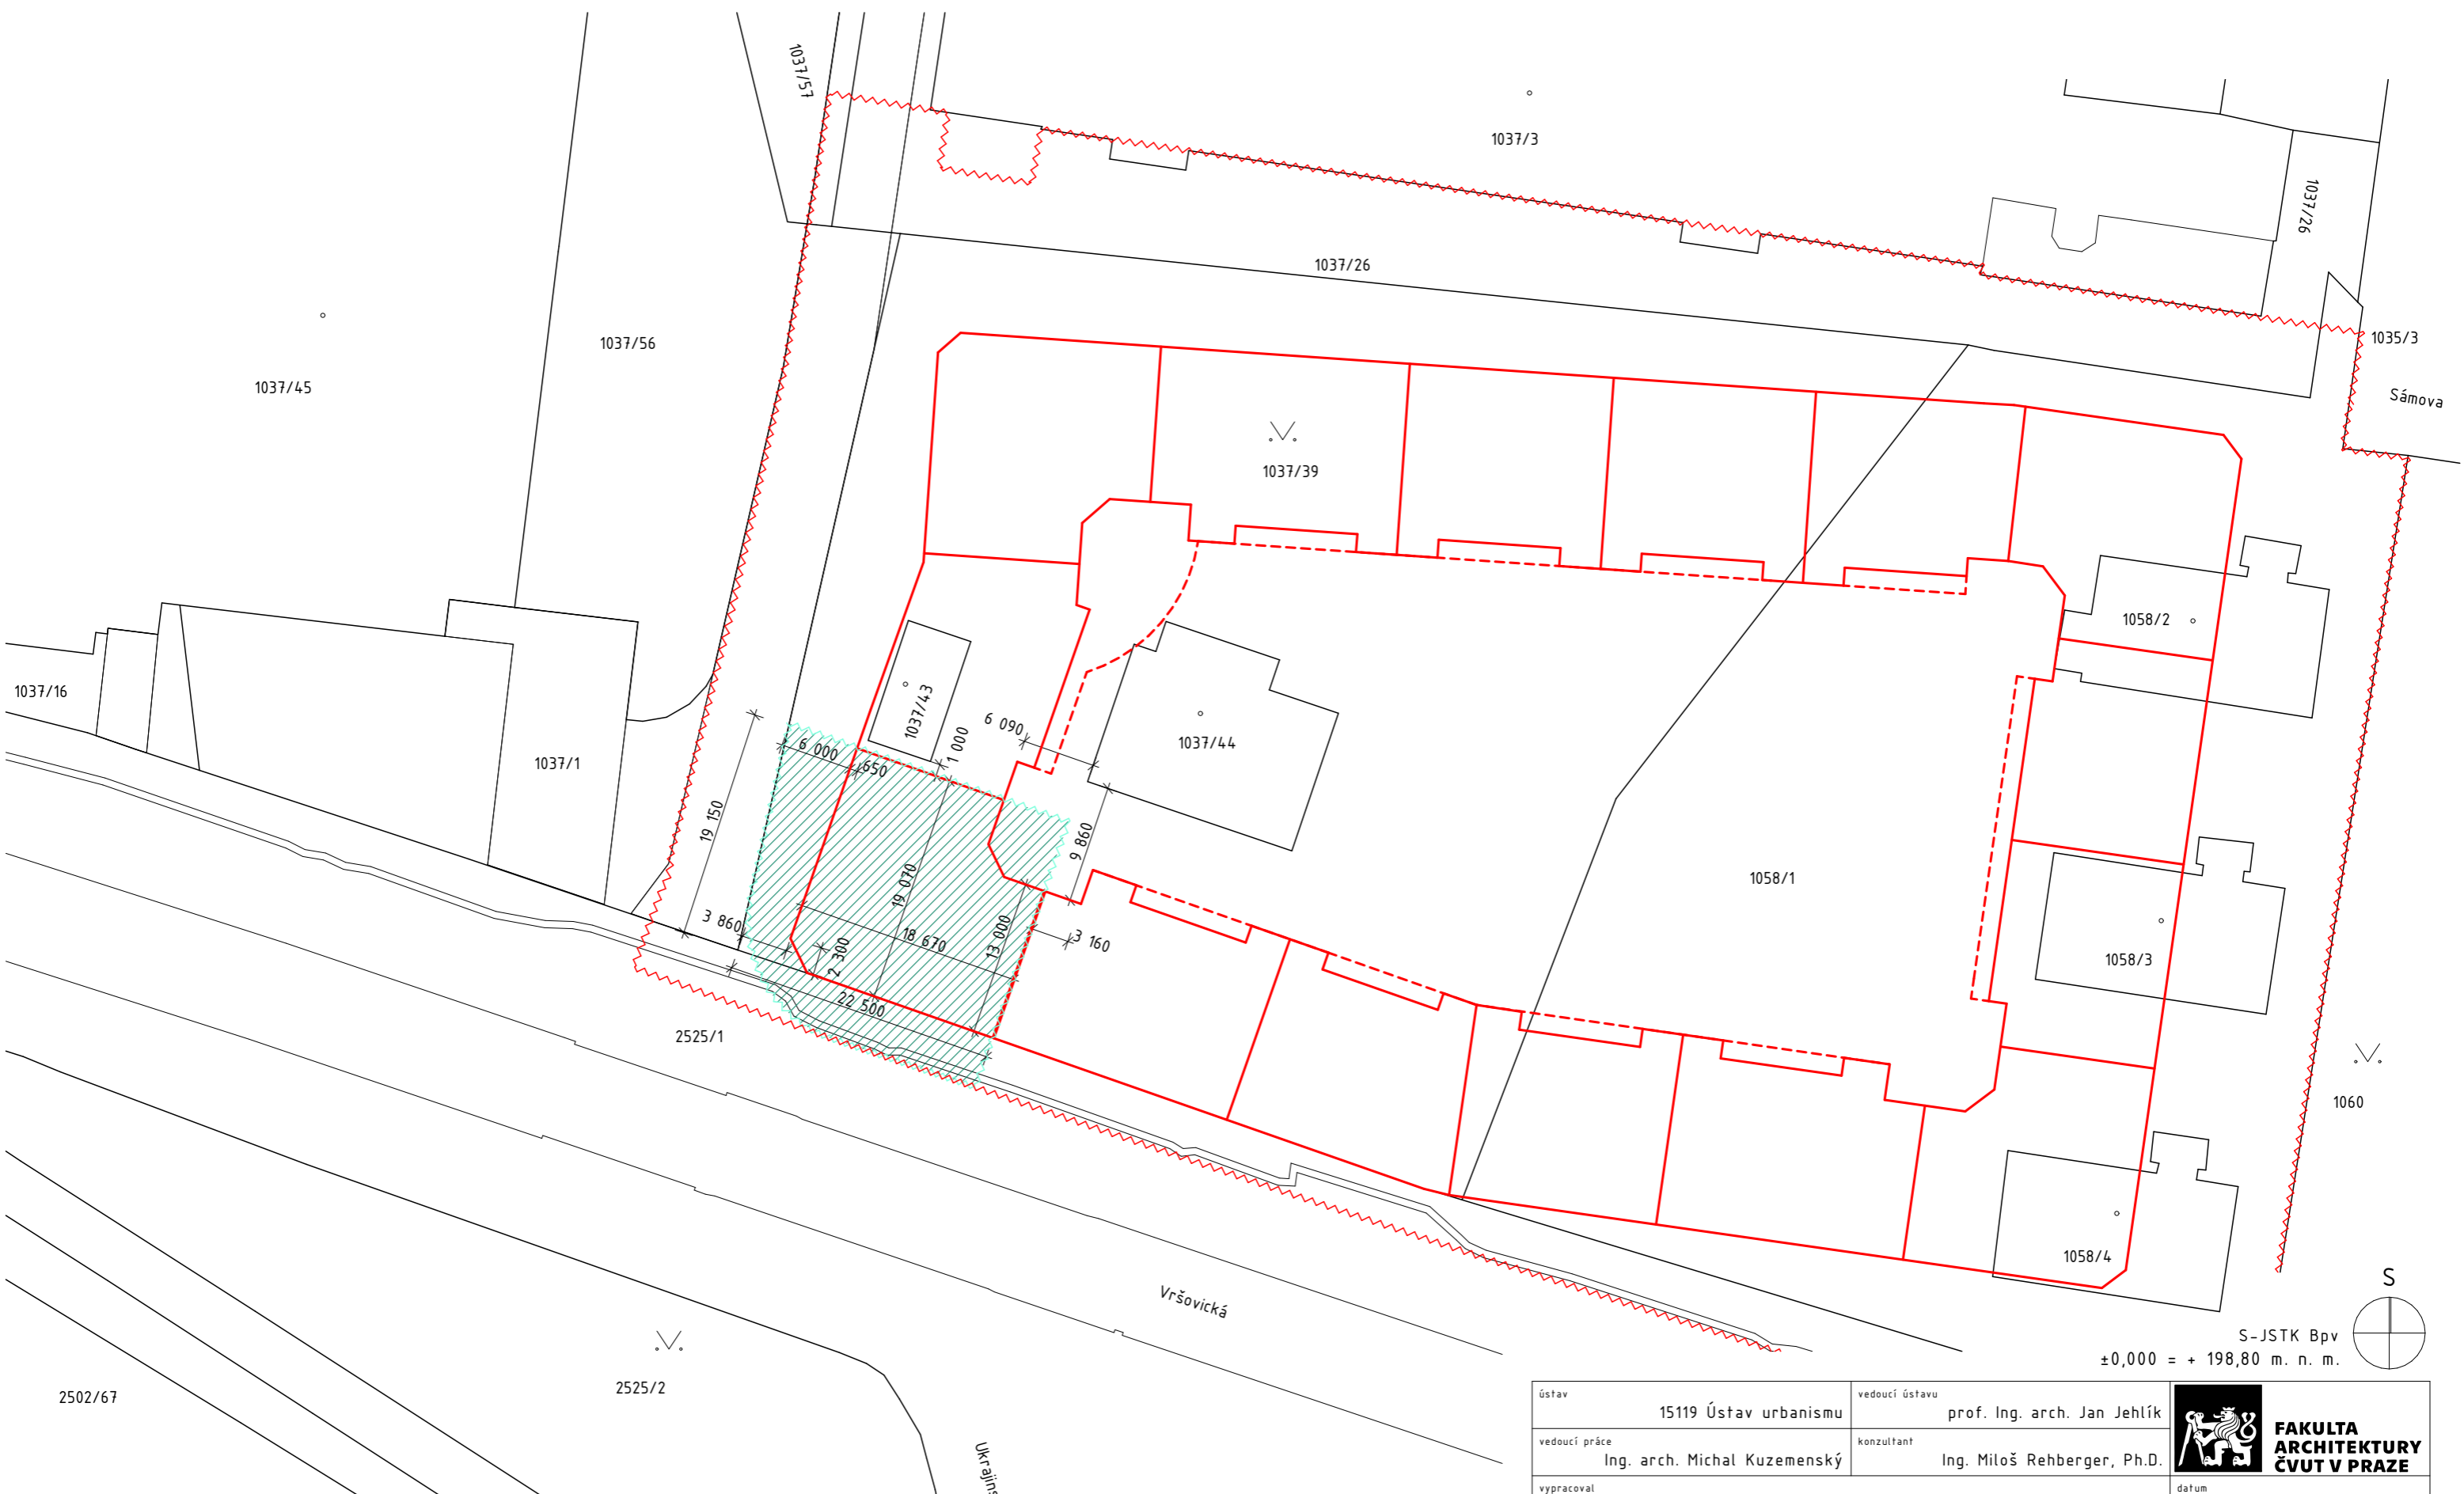 1037/57
1037/3
1037/26
1037/26
1035/3
Sámova
1037/56
1037/45
1037/39
1058/2
1037/16
1037/43
1 000
6 090
1037/44
6 000
650
1037/1
19 150
9 860
19 070
1058/1
3 860
18 670
13 000
3 160
2 300
1058/3
22 500
2525/1
1060
1058/4
S
Vršovická
S-JSTK Bpv
±0,000 = + 198,80 m. n. m.
2525/2
2502/67
ústav
15119 Ústav urbanismu
vedoucí ústavu
prof. Ing. arch. Jan Jehlík
vedoucí práce
Ing. arch. Michal Kuzemenský
konzultant
Ing. Miloš Rehberger, Ph.D.
FAKULTA
ARCHITEKTURY
ČVUT V PRAZE
vypracoval
datum